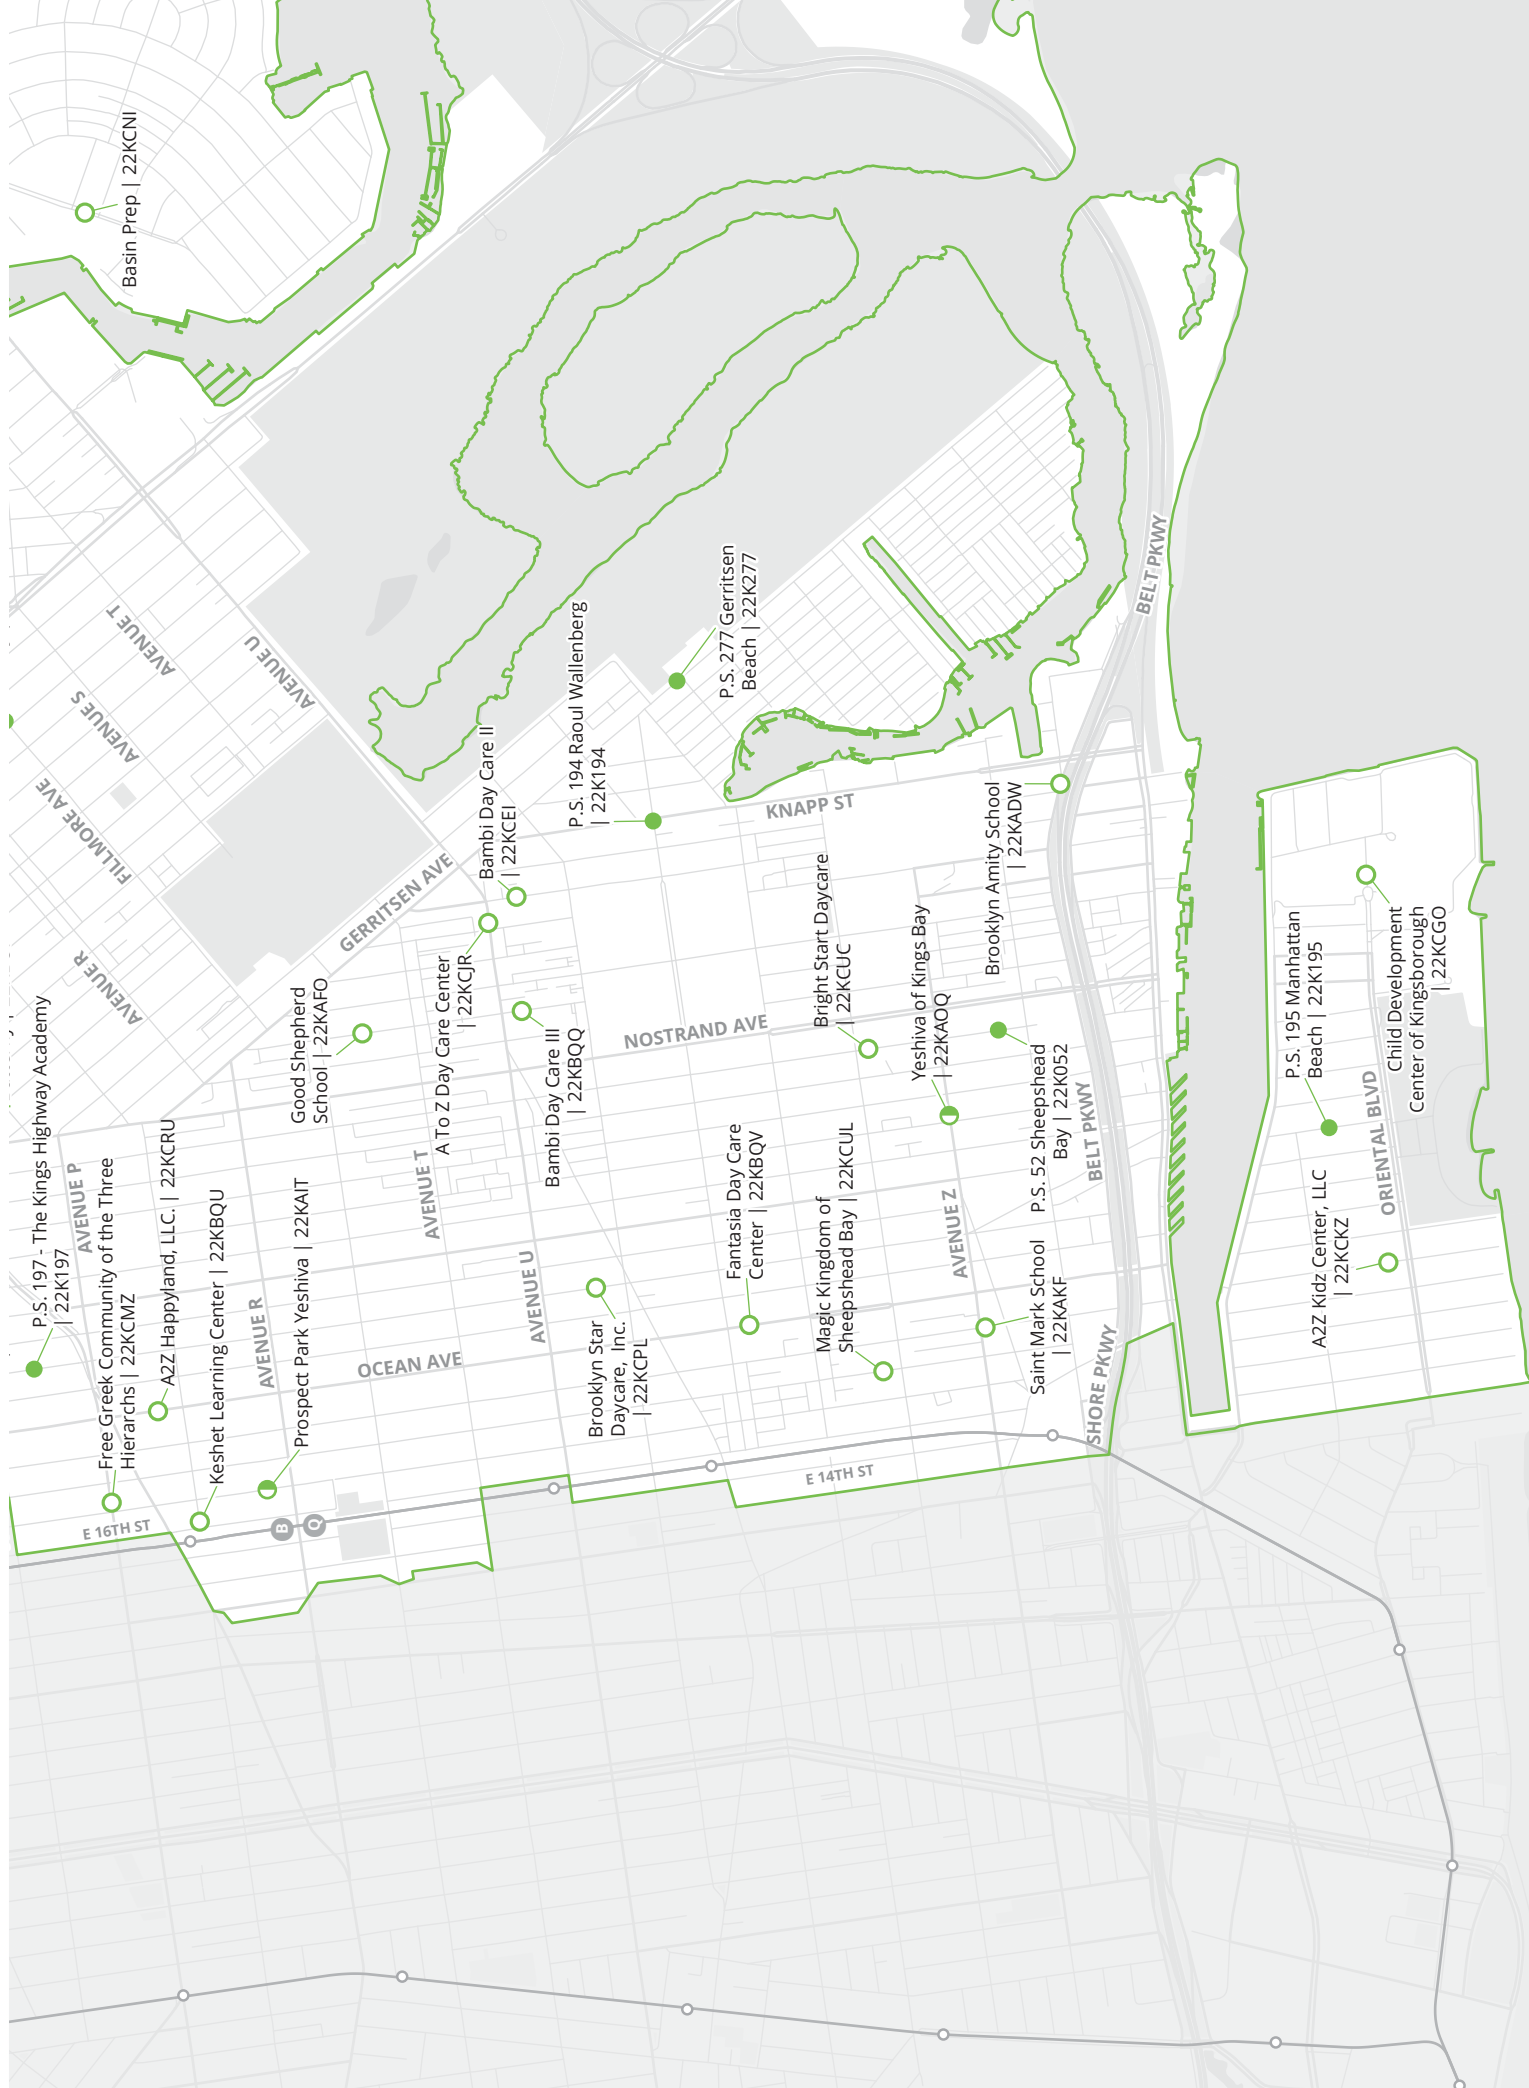 Basin Prep | 22KCNI
AVENUE T
AVENUE U
AVENUE S
FILLMORE AVE
AVENUE R
GERRITSEN AVE
P.S. 197 - The Kings Highway Academy
| 22K197
AVENUE P
Free Greek Community of the Three
Hierarchs | 22KCMZ
A2Z Happyland, LLC. | 22KCRU
Keshet Learning Center | 22KBQU
AVENUE R
Prospect Park Yeshiva | 22KAIT
E 16TH ST
B
Q
OCEAN AVE
Good Shepherd
School | 22KAFO
AVENUE T
A To Z Day Care Center
| 22KCJR
Bambi Day Care II
| 22KCEI
Bambi Day Care III
| 22KBQQ
AVENUE U
P.S. 194 Raoul Wallenberg
| 22K194
Brooklyn Star
Daycare, Inc.
| 22KCPL
NOSTRAND AVE
P.S. 277 Gerritsen
Beach | 22K277
Fantasia Day Care
Center | 22KBQV
KNAPP ST
Bright Start Daycare
| 22KCUC
Magic Kingdom of
Sheepshead Bay | 22KCUL
E 14TH ST
Yeshiva of Kings Bay
| 22KAOQ
AVENUE Z
Brooklyn Amity School
| 22KADW
P.S. 52 Sheepshead
Bay | 22K052
Saint Mark School
| 22KAKF
BELT PKWY
BELT PKWY
SHORE PKWY
P.S. 195 Manhattan
Beach | 22K195
A2Z Kidz Center, LLC
| 22KCKZ
ORIENTAL BLVD
Child Development
Center of Kingsborough
| 22KCGO